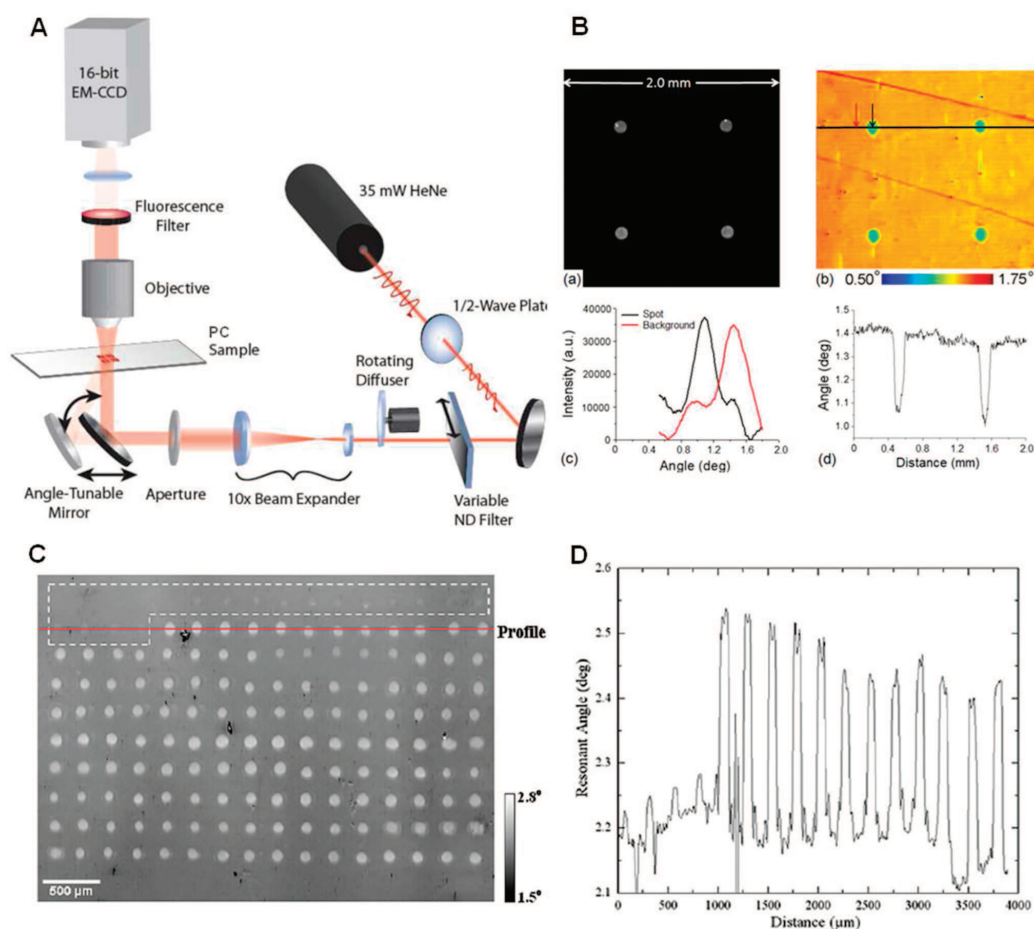 A
16-bit
EM-CCD
Fluorescence
Filter
Objective
PC
Sample
35 mW HeNe
1/2-Wave Plate
Rotating
Diffuser
Angle-Tunable
Mirror
Aperture
10x Beam Expander
Variable
ND Filter
B
2.0 mm
(a)
0.50° 1.75°
(b)
Intensity (a.u.)
40000
30000
20000
10000
0
Spot
Background
0.0 0.6 1.2 1.8
Angle (deg)
(c)
Angle (deg)
1.5
1.4
1.3
1.2
1.1
1.0
0.0 0.4 0.8 1.2 1.6 2.0
Distance (mm)
(d)
C
Profile
2.8°
1.5°
500 µm
D
Resonant Angle (deg)
2.6
2.5
2.4
2.3
2.2
2.1
0 500 1000 1500 2000 2500 3000 3500 4000
Distance (µm)